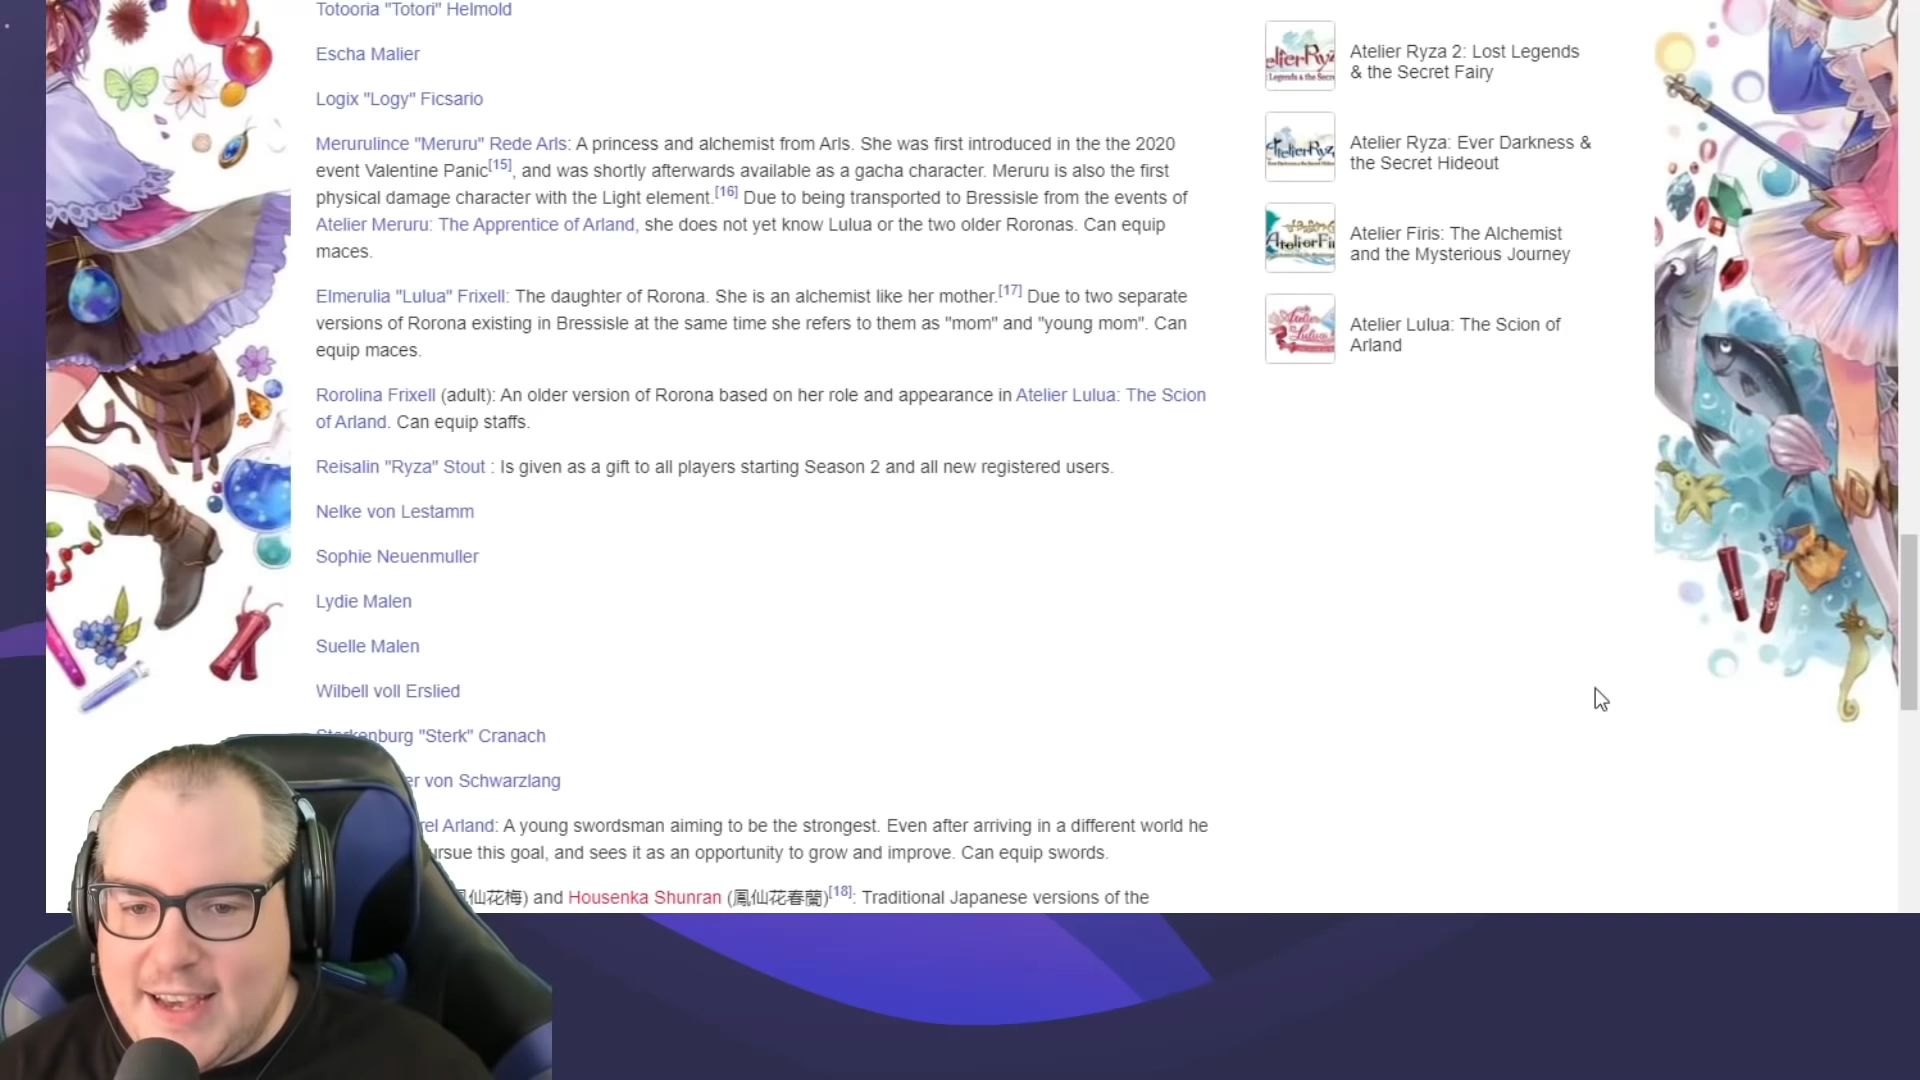 Totooria "Totori" Helmold
Escha Malier
Logix "Logy" Ficsario
Merurulince "Meruru" Rede Arls: A princess and alchemist from Arls. She was first introduced in the the 2020
event Valentine Panic[15], and was shortly afterwards available as a gacha character. Meruru is also the first
physical damage character with the Light element.[16] Due to being transported to Bressisle from the events of
Atelier Meruru: The Apprentice of Arland, she does not yet know Lulua or the two older Roronas. Can equip
maces.
Elmerulia "Lulua" Frixell: The daughter of Rorona. She is an alchemist like her mother.[17] Due to two separate
versions of Rorona existing in Bressisle at the same time she refers to them as "mom" and "young mom". Can
equip maces.
Rorolina Frixell (adult): An older version of Rorona based on her role and appearance in Atelier Lulua: The Scion
of Arland. Can equip staffs.
Reisalin "Ryza" Stout : Is given as a gift to all players starting Season 2 and all new registered users.
Nelke von Lestamm
Sophie Neuenmuller
Lydie Malen
Suelle Malen
Wilbell voll Erslied
"Sterk" Cranach
von Schwarzlang
Arland: A young swordsman aiming to be the strongest. Even after arriving in a different world he
this goal, and sees it as an opportunity to grow and improve. Can equip swords.
仙花梅) and Housenka Shunran (鳳仙花春蘭)[18]: Traditional Japanese versions of the
Atelier Ryza 2: Lost Legends
& the Secret Fairy
Atelier Ryza: Ever Darkness &
the Secret Hideout
Atelier Firis: The Alchemist
and the Mysterious Journey
Atelier Lulua: The Scion of
Arland